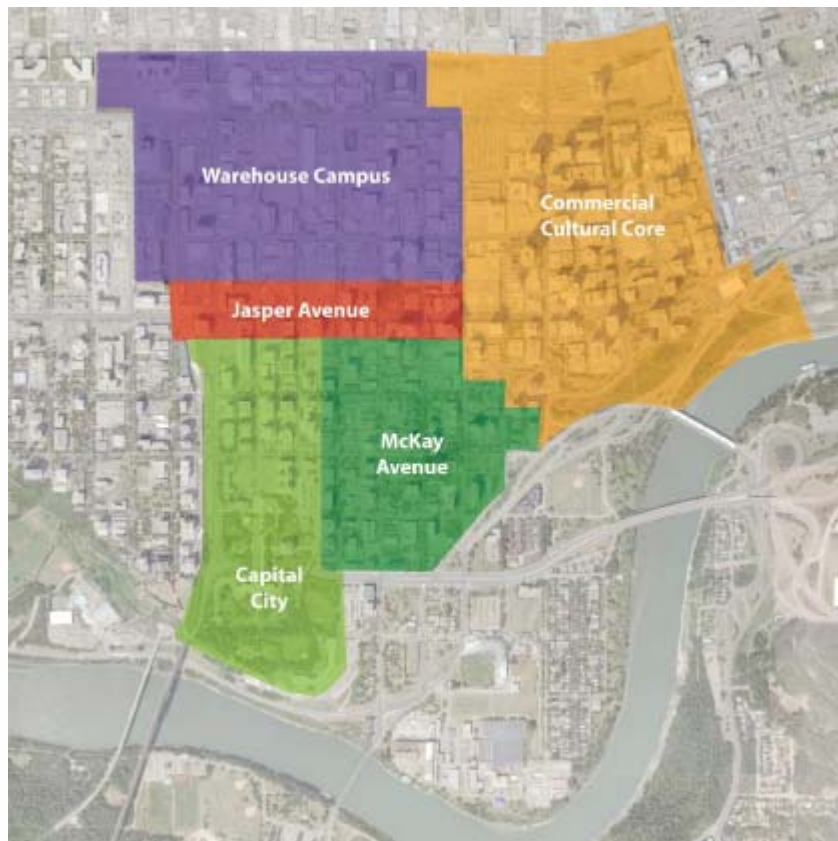 Warehouse Campus
Commercial
Cultural Core
Jasper Avenue
McKay
Avenue
Capital
City